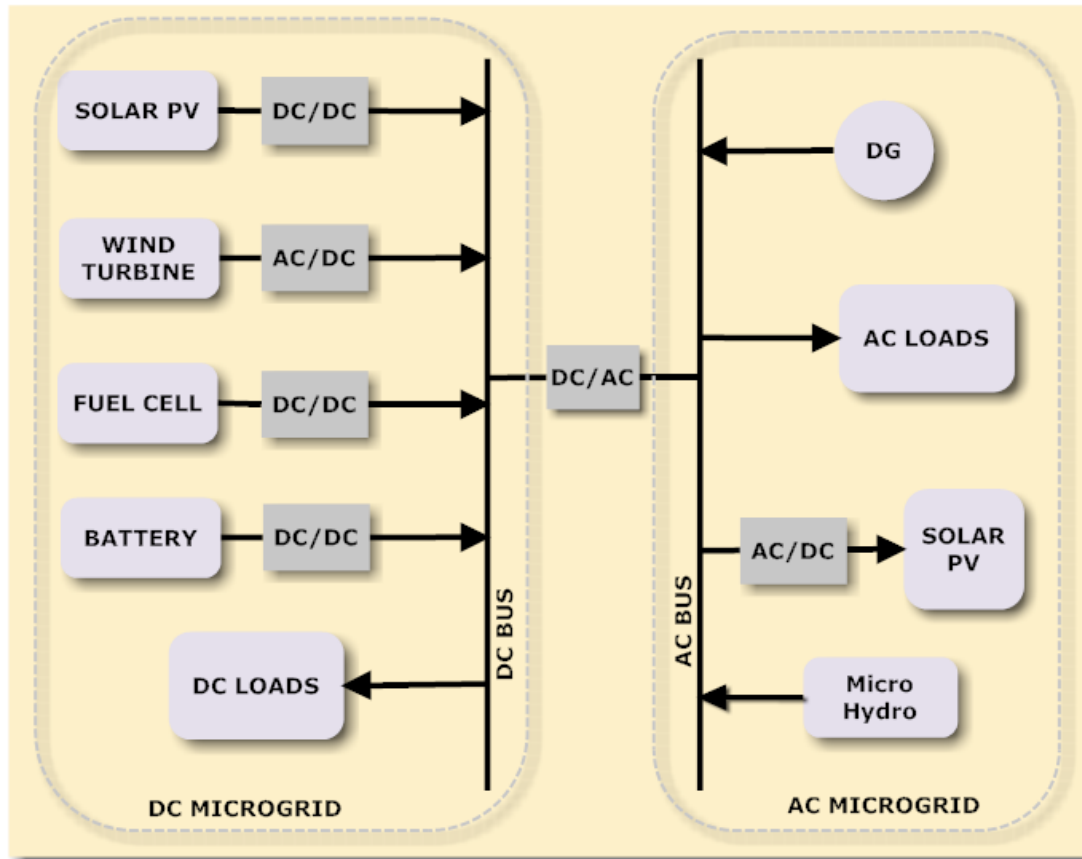 SOLAR PV
DC/DC
WIND
TURBINE
AC/DC
FUEL CELL
DC/DC
BATTERY
DC/DC
DC LOADS
DC BUS
DC MICROGRID
DC/AC
AC BUS
DG
AC LOADS
AC/DC
SOLAR
PV
Micro
Hydro
AC MICROGRID